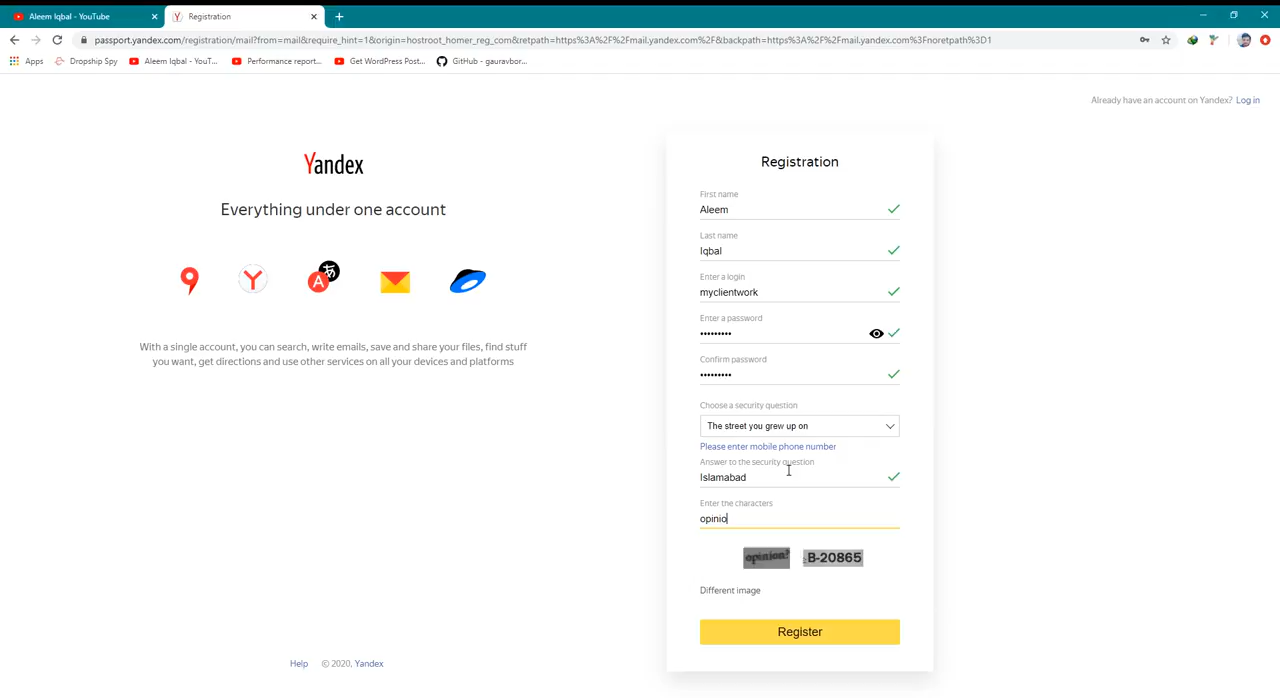 Aleem Iqbal - YouTube
Registration
passport.yandex.com/registration/mail?from=mail&require_hint=1&origin=hostroot_homer_reg_com&retpath=https%3A%2F%2Fmail.yandex.com%2F&backpath=https%3A%2F%2Fmail.yandex.com%3Fnoretpath%3D1
Apps Dropship Spy Aleem Iqbal - YouT... Performance report... Get WordPress Post... GitHub - gauravbor...
Already have an account on Yandex? Log in
Yandex
Everything under one account
With a single account, you can search, write emails, save and share your files, find stuff
you want, get directions and use other services on all your devices and platforms
Help © 2020, Yandex
Registration
First name
Aleem
Last name
Iqbal
Enter a login
myclientwork
Enter a password
•••••••••
Confirm password
•••••••••
Choose a security question
The street you grew up on
Please enter mobile phone number
Answer to the security question
Islamabad
Enter the characters
opinio
opinion? B-20865
Different image
Register